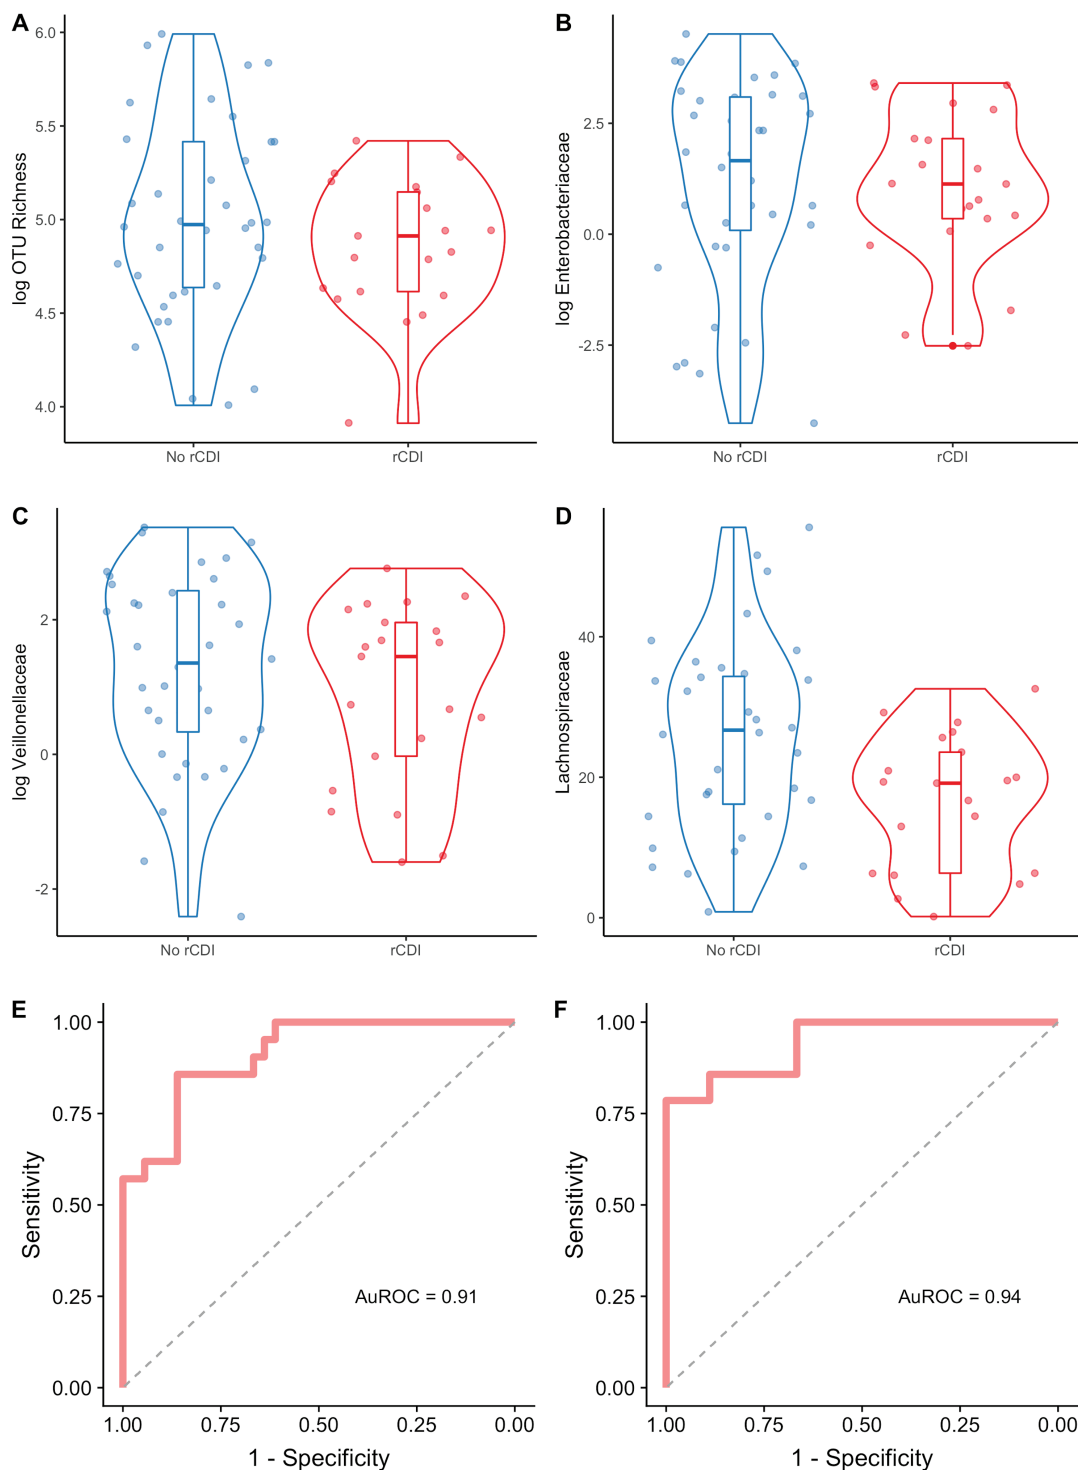 A
6.0
5.5
5.0
4.5
4.0
log OTU Richness
No rCDI
rCDI
B
2.5
0.0
-2.5
log Enterobacteriaceae
No rCDI
rCDI
C
2
0
-2
log Veillonellaceae
No rCDI
rCDI
D
40
20
0
Lachnospiraceae
No rCDI
rCDI
E
1.00
0.75
0.50
0.25
0.00
Sensitivity
AuROC = 0.91
1.00 0.75 0.50 0.25 0.00
1 - Specificity
F
1.00
0.75
0.50
0.25
0.00
Sensitivity
AuROC = 0.94
1.00 0.75 0.50 0.25 0.00
1 - Specificity